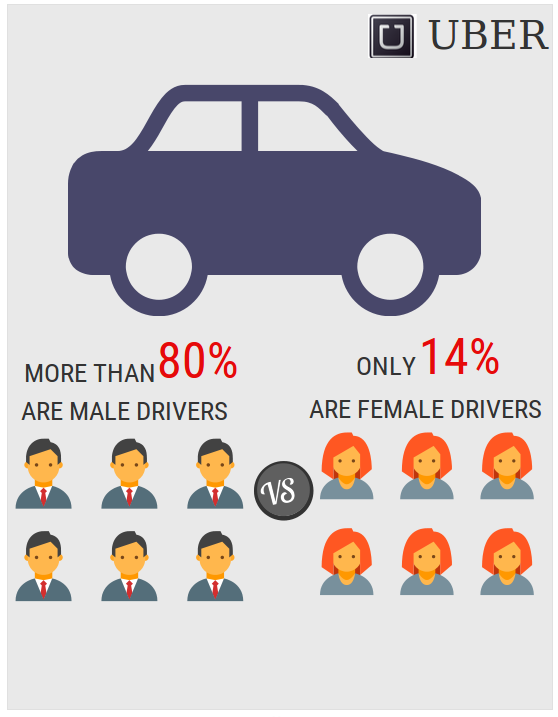 UBER
MORE THAN 80%
ARE MALE DRIVERS
ONLY 14%
ARE FEMALE DRIVERS
VS